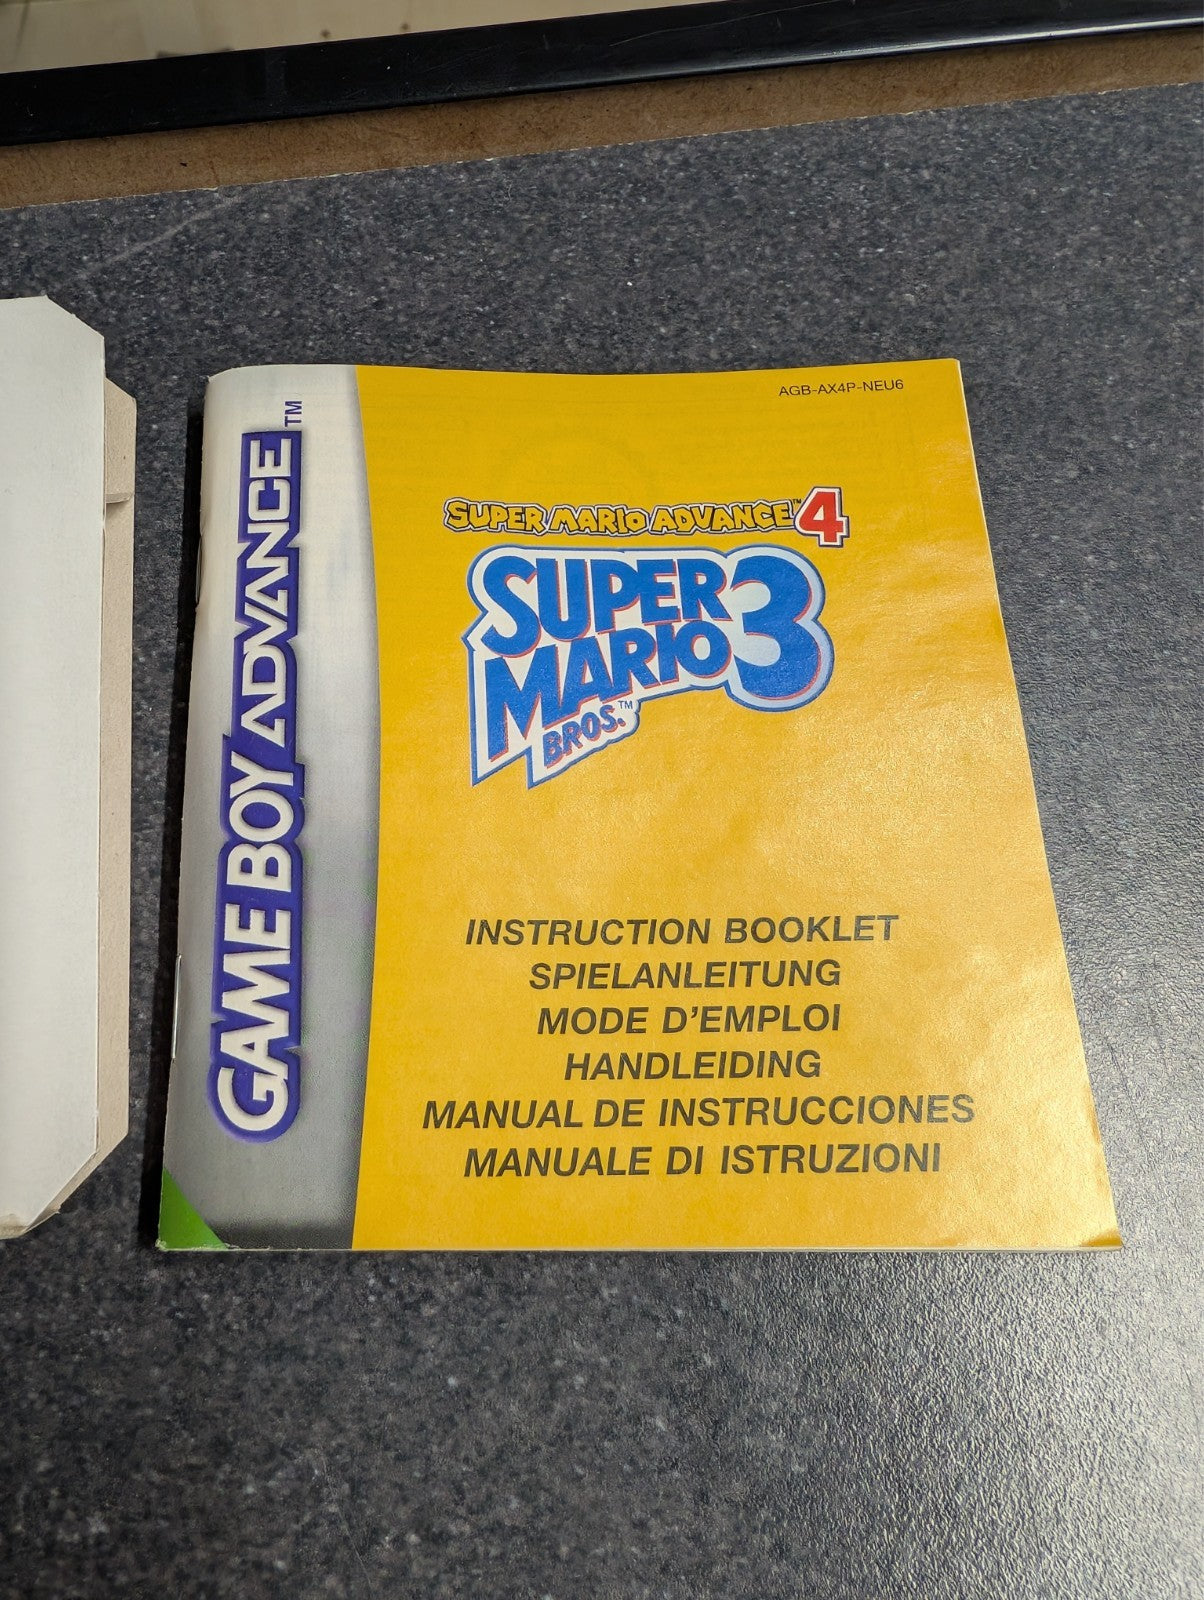 AGB-AX4P-NEU6
GAME BOY ADVANCE™
SUPER MARIO ADVANCE™ 4
SUPER
MARIO 3
BROS.™
INSTRUCTION BOOKLET
SPIELANLEITUNG
MODE D'EMPLOI
HANDLEIDING
MANUAL DE INSTRUCCIONES
MANUALE DI ISTRUZIONI